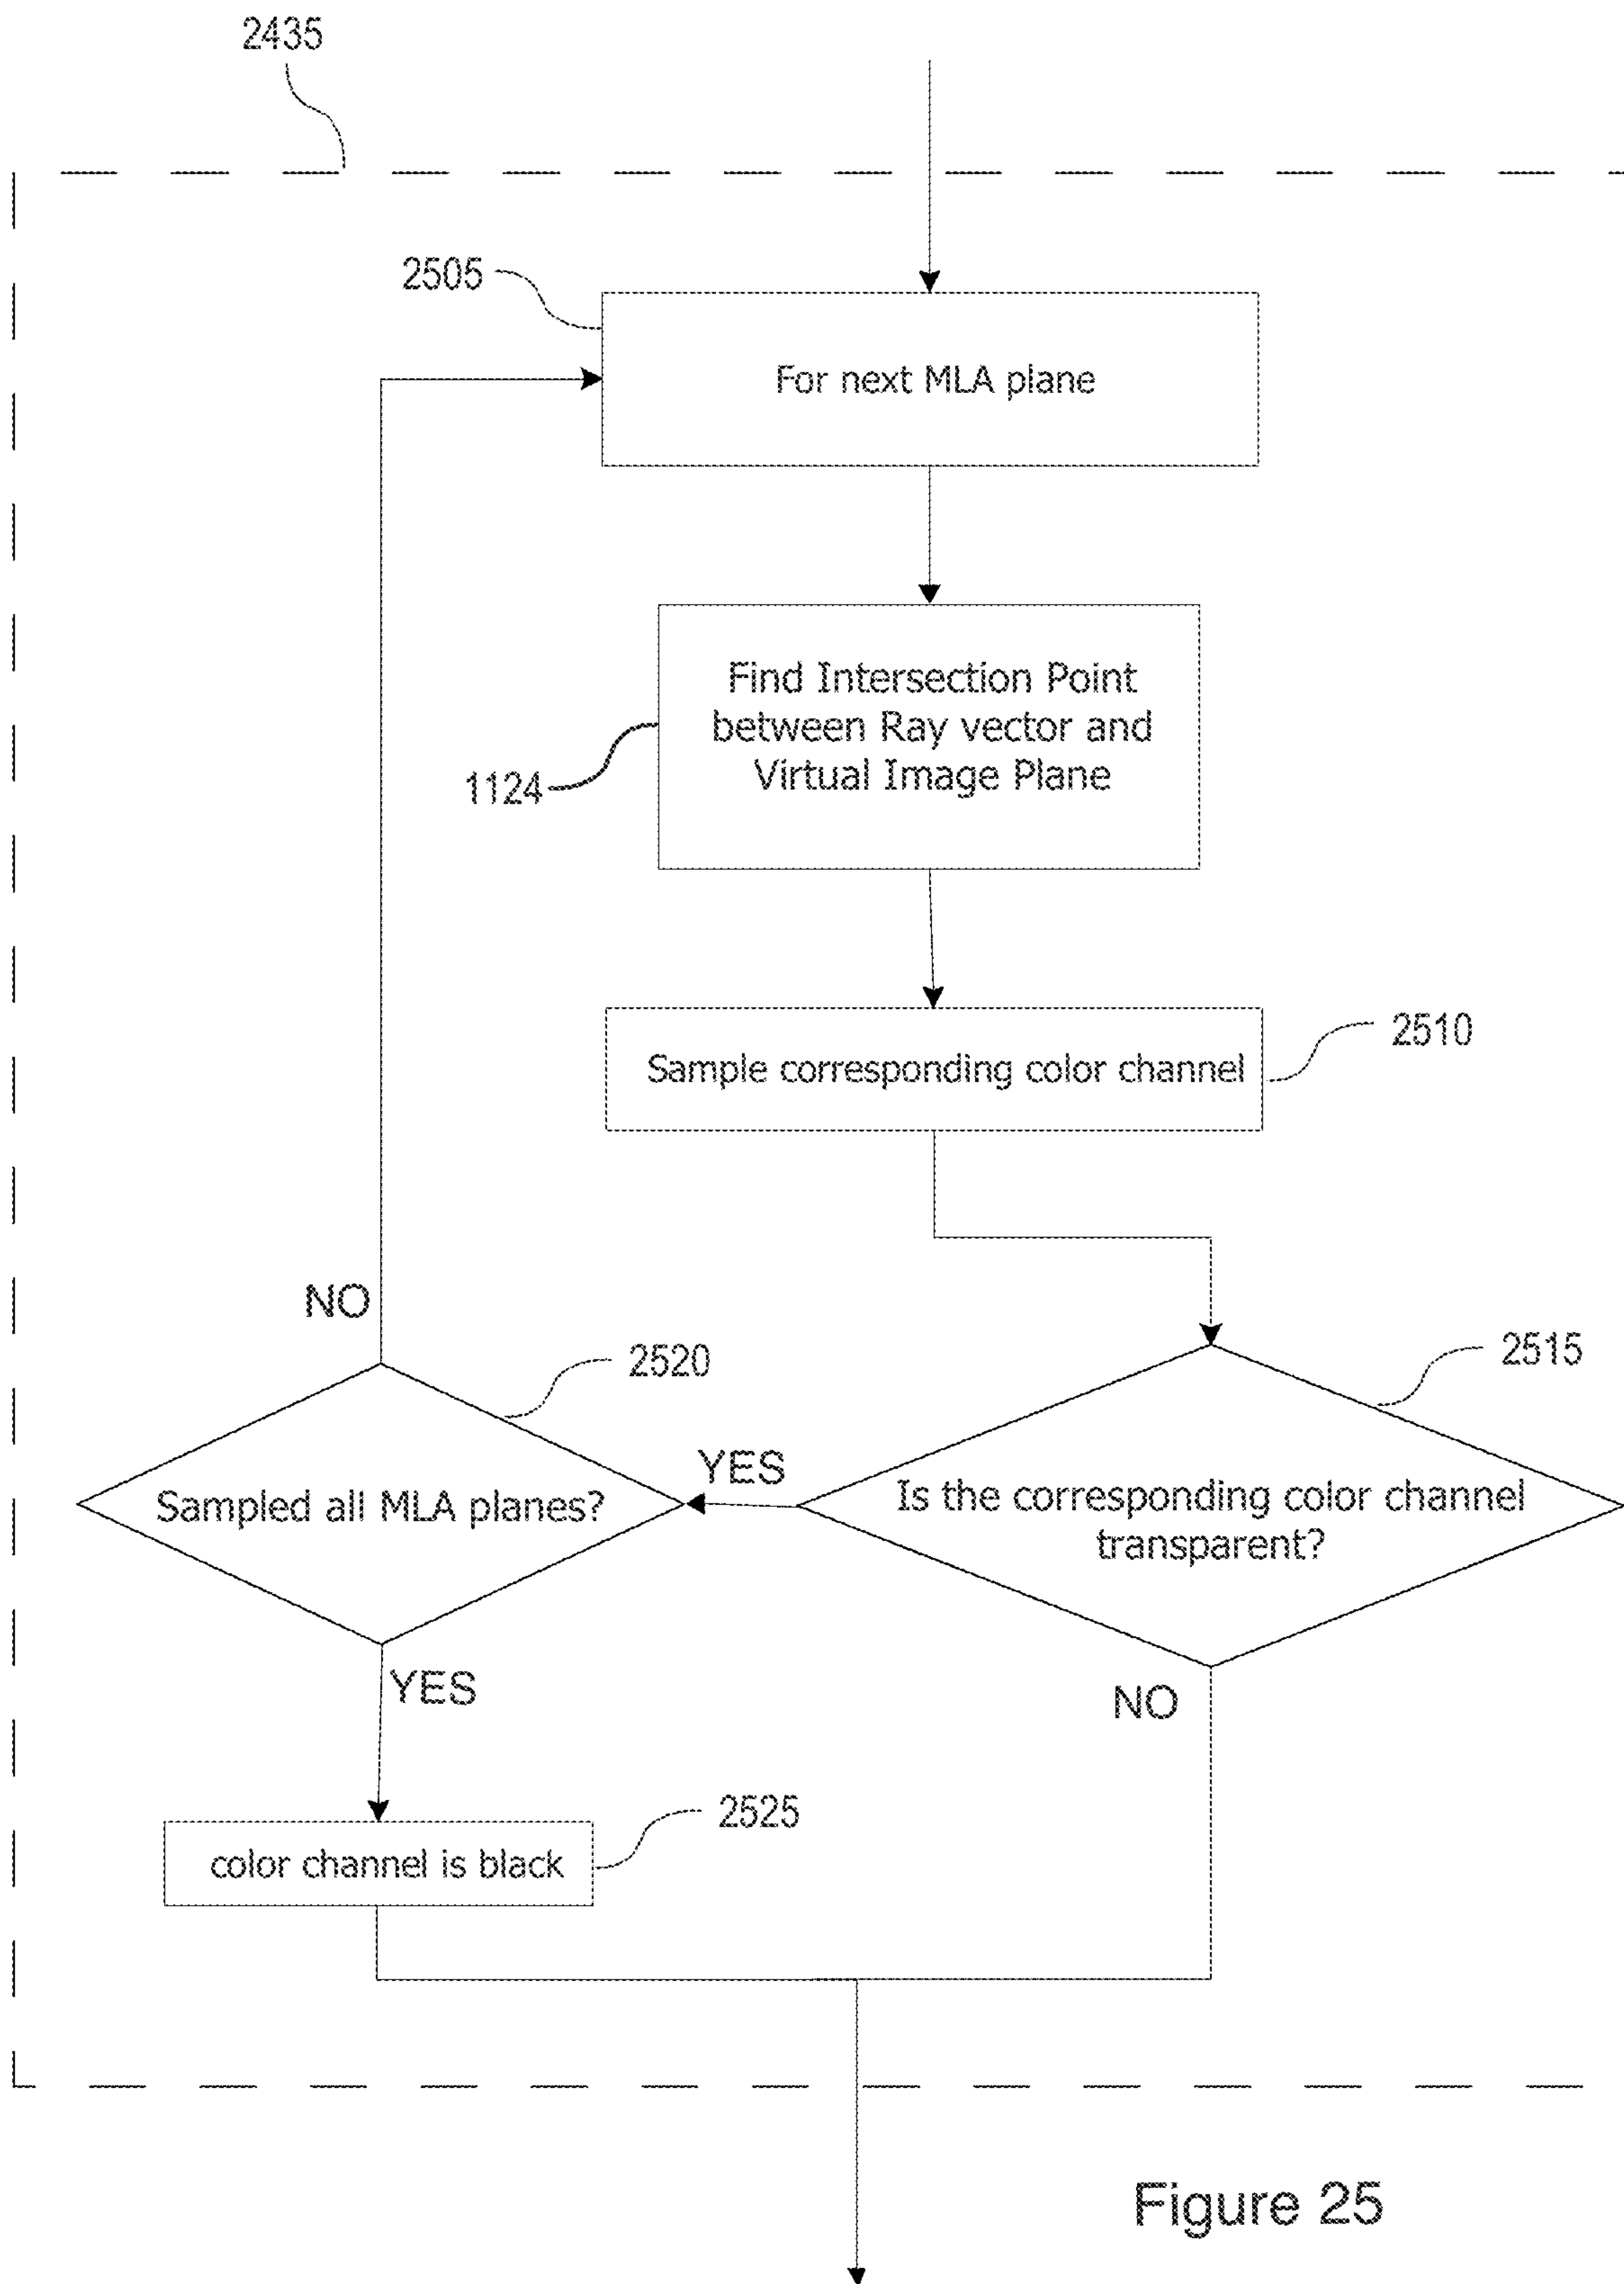 2435
2505
For next MLA plane
Find Intersection Point
between Ray vector and
Virtual Image Plane
1124
Sample corresponding color channel
2510
NO
2520
2515
YES
Sampled all MLA planes?
Is the corresponding color channel
transparent?
YES
NO
2525
color channel is black
Figure 25